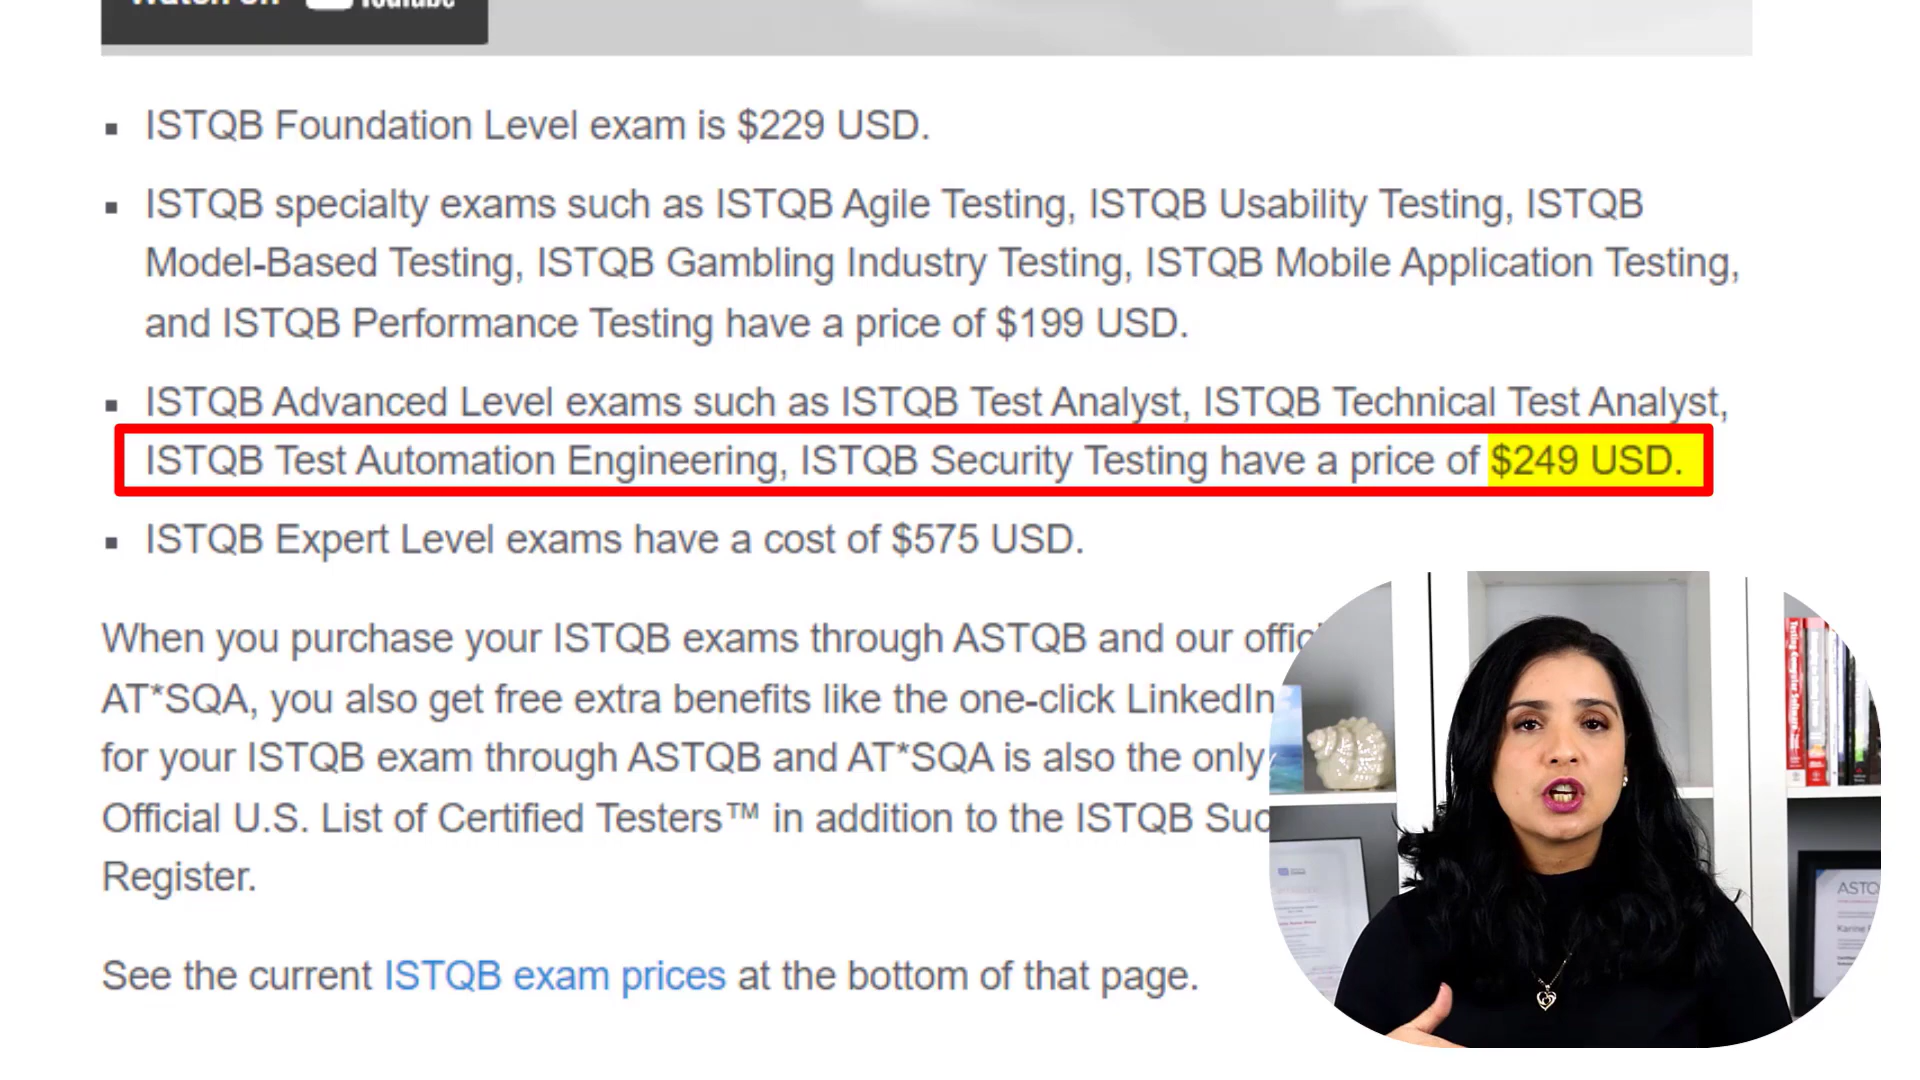 ISTQB Foundation Level exam is $229 USD.
ISTQB specialty exams such as ISTQB Agile Testing, ISTQB Usability Testing, ISTQB
Model-Based Testing, ISTQB Gambling Industry Testing, ISTQB Mobile Application Testing,
and ISTQB Performance Testing have a price of $199 USD.
ISTQB Advanced Level exams such as ISTQB Test Analyst, ISTQB Technical Test Analyst,
ISTQB Test Automation Engineering, ISTQB Security Testing have a price of $249 USD.
ISTQB Expert Level exams have a cost of $575 USD.
When you purchase your ISTQB exams through ASTQB and our
AT*SQA, you also get free extra benefits like the one-click LinkedIn
for your ISTQB exam through ASTQB and AT*SQA is also the only
Official U.S. List of Certified Testers™ in addition to the ISTQB
Register.
See the current ISTQB exam prices at the bottom of that page.